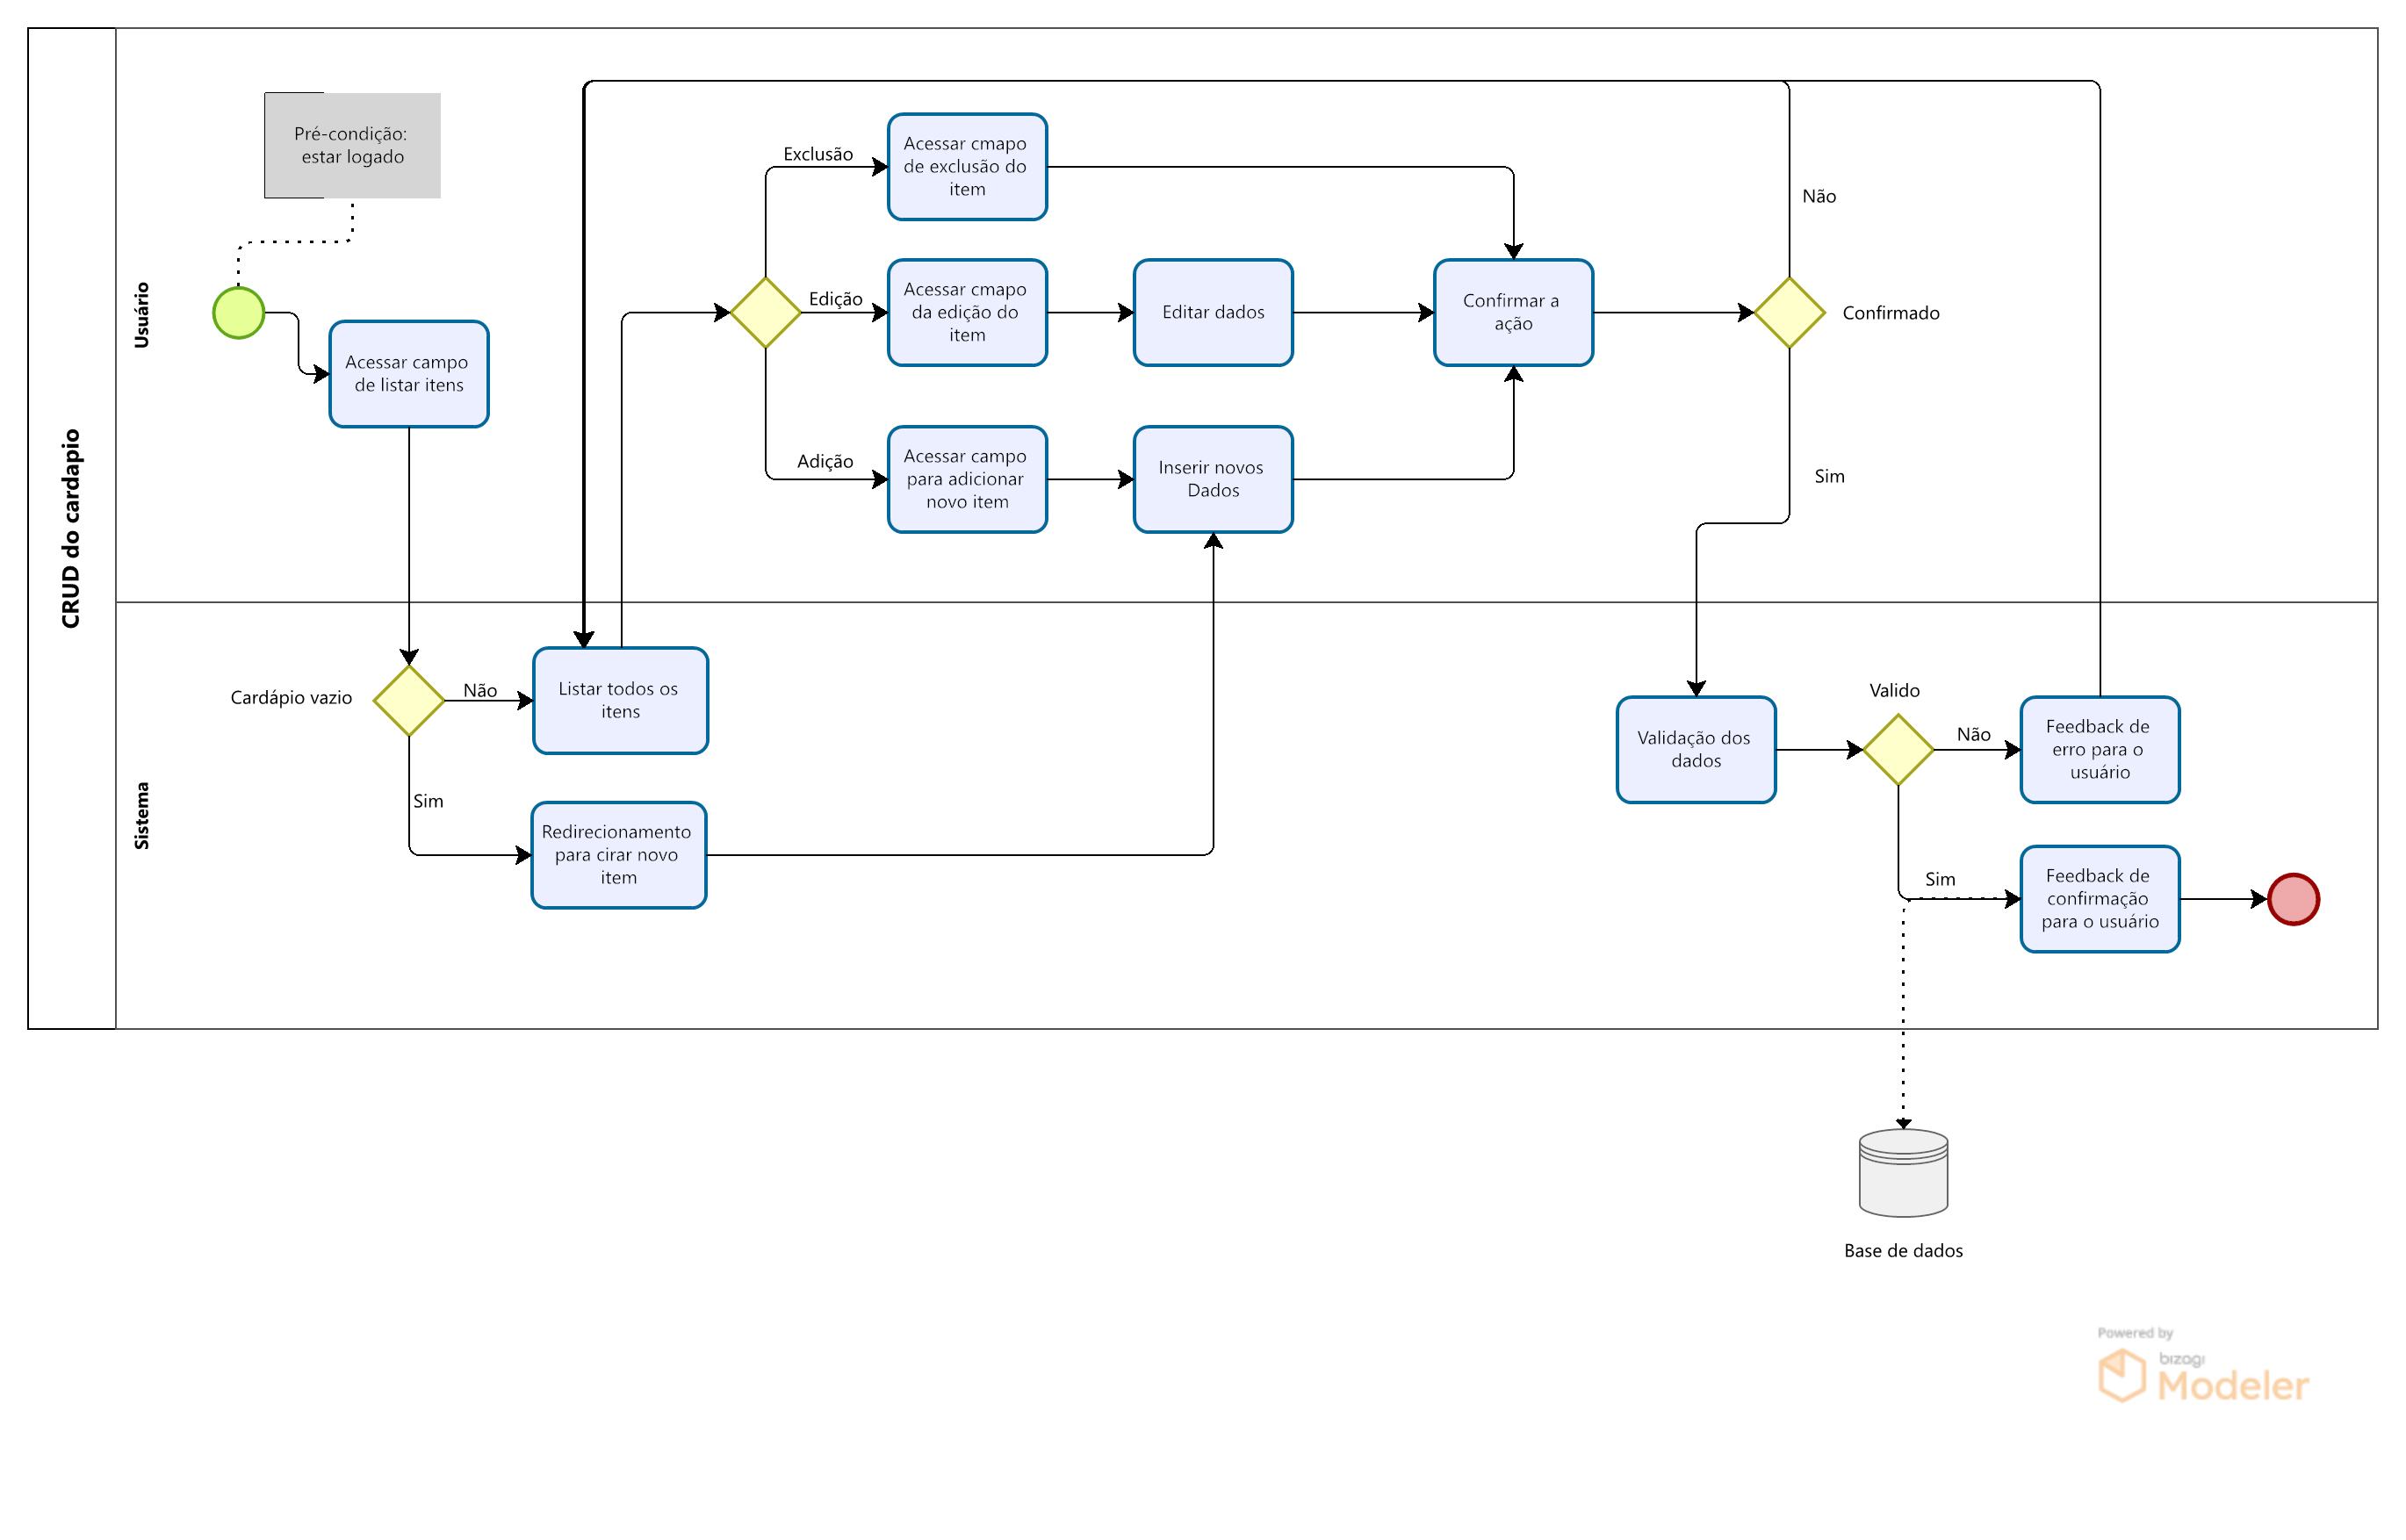 CRUD do cardapio
Usuário
Pré-condição:
estar logado
Acessar campo
de listar itens
Exclusão
Acessar cmapo
de exclusão do
item
Edição
Acessar cmapo
da edição do
item
Editar dados
Adição
Acessar campo
para adicionar
novo item
Inserir novos
Dados
Confirmar a
ação
Não
Confirmado
Sim
Sistema
Cardápio vazio
Não
Listar todos os
itens
Sim
Redirecionamento
para cirar novo
item
Validação dos
dados
Valido
Não
Feedback de
erro para o
usuário
Sim
Feedback de
confirmação
para o usuário
Base de dados
Powered by
bizagi
Modeler